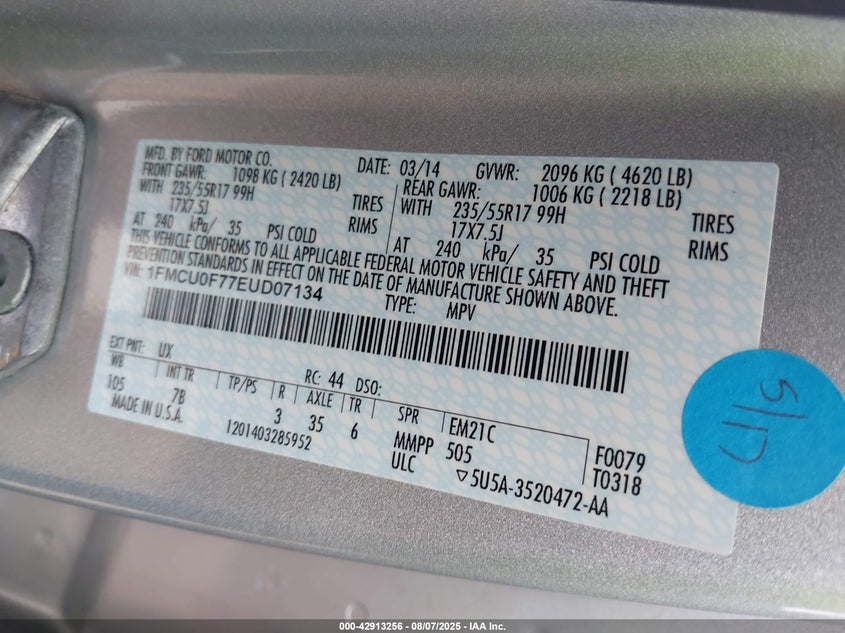 MFD. BY FORD MOTOR CO.
DATE: 03/14 GVWR: 2096 KG ( 4620 LB)
FRONT GAWR: 1098 KG ( 2420 LB)
REAR GAWR: 1006 KG ( 2218 LB)
WITH 235/55R17 99H TIRES
WITH 235/55R17 99H TIRES
17X7.5J RIMS
17X7.5J RIMS
AT 240 kPa/ 35 PSI COLD
AT 240 kPa/ 35 PSI COLD
THIS VEHICLE CONFORMS TO ALL APPLICABLE FEDERAL MOTOR VEHICLE SAFETY AND THEFT
PREVENTION STANDARDS IN EFFECT ON THE DATE OF MANUFACTURE SHOWN ABOVE.
VIN: 1FMCU0F77EUD07134
TYPE: MPV
EXT PNT: UX RC: 44 DSO:
WB INT TR TP/PS R AXLE TR SPR EM21C
105 7B 3 35 6 MMPP 505 F0079
MADE IN U.S.A. 1201403285952 ULC T0318
▽5U5A-3520472-AA
5/17
000-42913256 - 08/07/2025 - IAA Inc.